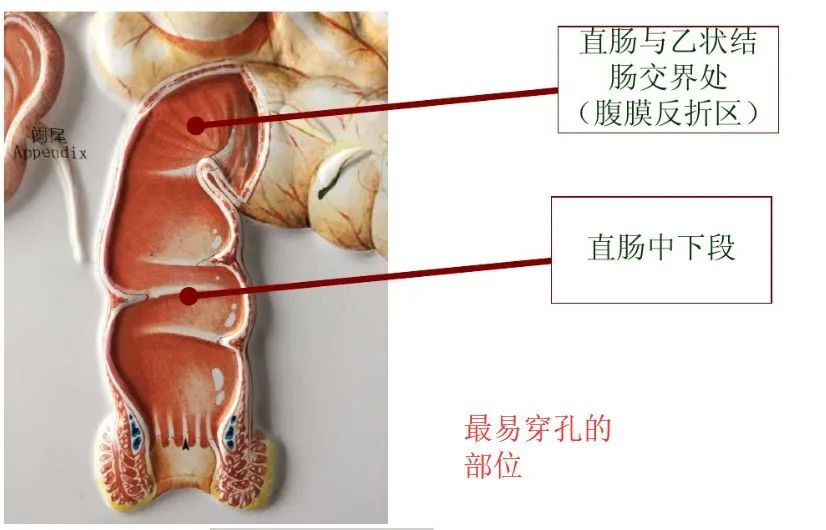 直肠与乙状结
肠交界处
（腹膜反折区）
阑尾
Appendix
直肠中下段
最易穿孔的
部位